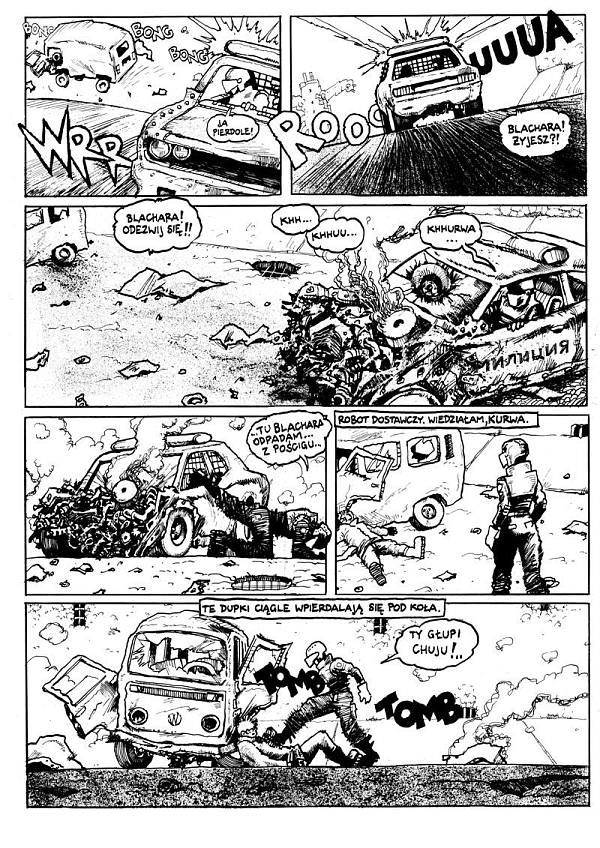 BONG
BONG
BONG
WRR
JA
PIERDOLE!
UUUA
ROOO
BLACHARA!
ŻYJESZ?!
BLACHARA!
ODEZWIJ SIĘ!!
KHH...
KHHUU...
KHHURWA
...
МИЛИЦИЯ
...TU BLACHARA
ODPADAM...
Z POŚCIGU...
ROBOT DOSTAWCZY. WIEDZIAŁAM, KURWA.
TE DUPKI CIĄGLE WPIERDALAJĄ SIĘ POD KOŁA.
TY GŁUPI
CHUJU!..
TOMB
TOMB!!!